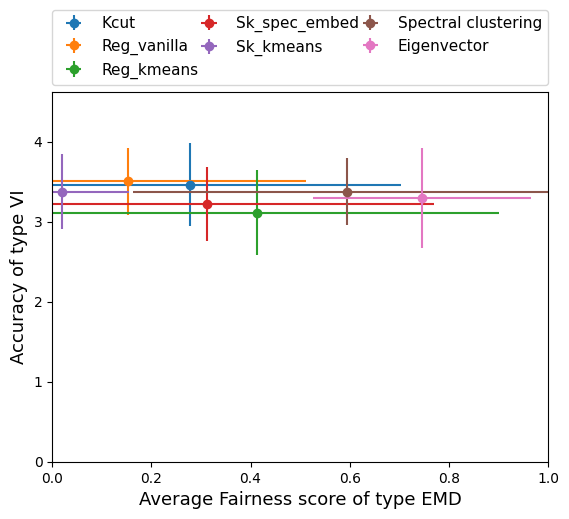 Kcut
Reg_vanilla
Reg_kmeans
Sk_spec_embed
Sk_kmeans
Spectral clustering
Eigenvector
Accuracy of type VI
4
3
2
1
0
0.0 0.2 0.4 0.6 0.8 1.0
Average Fairness score of type EMD